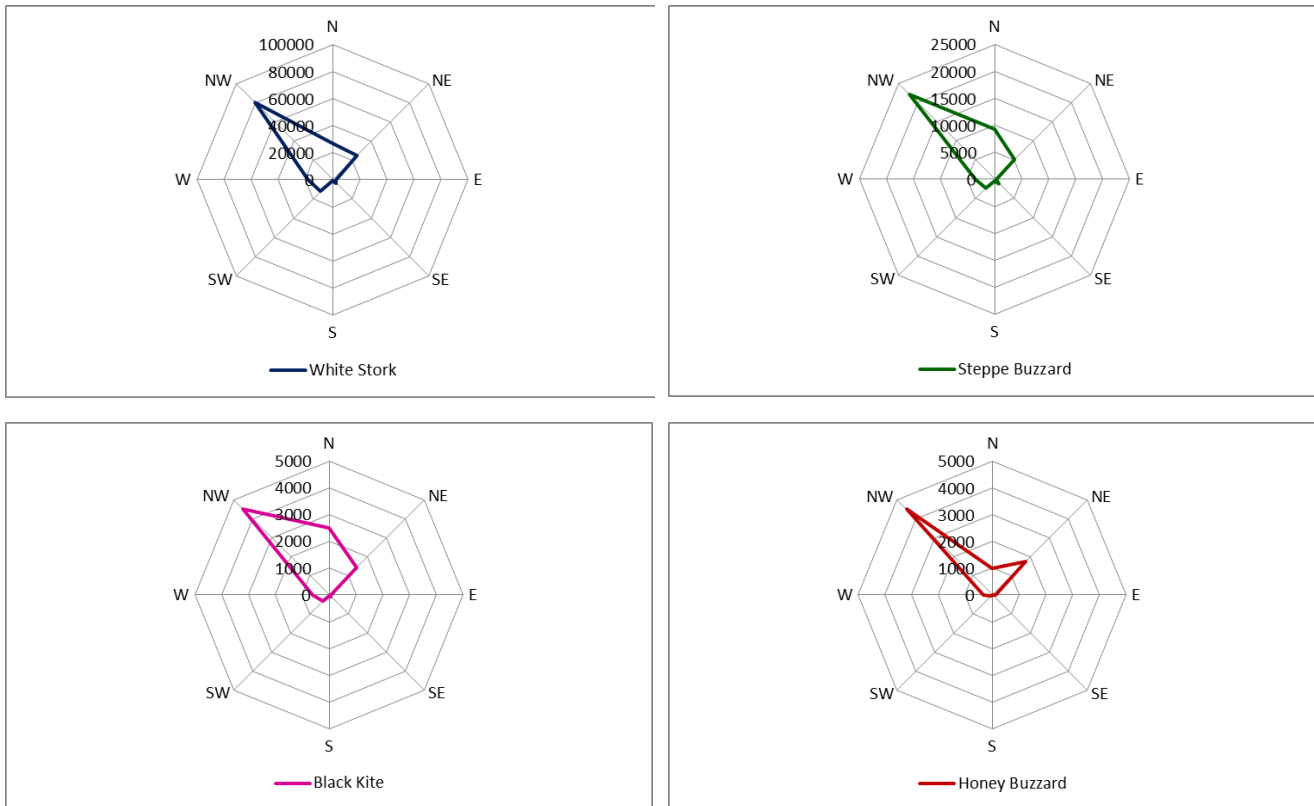 N
100000
NW
NE
80000
60000
40000
20000
W
0
E
SW
SE
S
White Stork
N
25000
NW
NE
20000
15000
10000
5000
W
0
E
SW
SE
S
Steppe Buzzard
N
5000
NW
NE
4000
3000
2000
1000
W
0
E
SW
SE
S
Black Kite
N
5000
NW
NE
4000
3000
2000
1000
W
0
E
SW
SE
S
Honey Buzzard